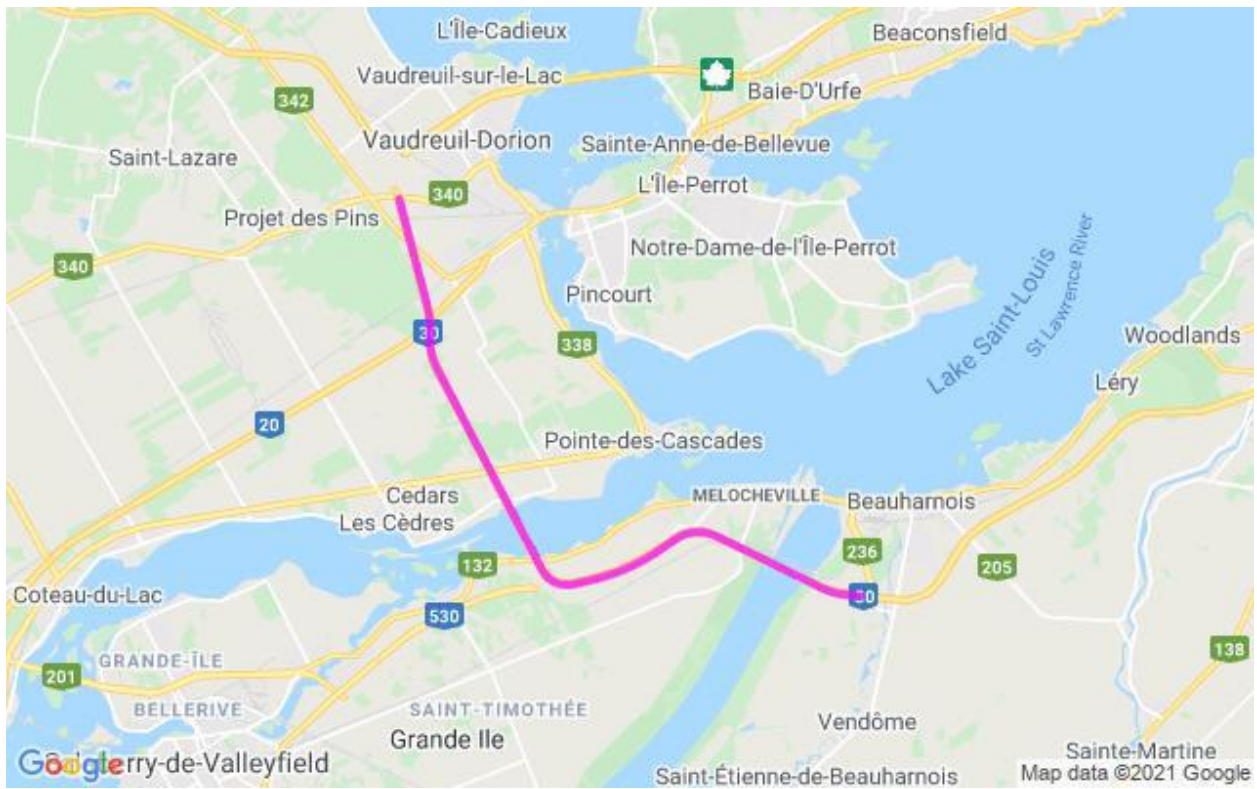 L'Île-Cadieux
Beaconsfield
Vaudreuil-sur-le-Lac
Baie-D'Urfe
342
Vaudreuil-Dorion
Sainte-Anne-de-Bellevue
Saint-Lazare
L'Île-Perrot
340
Projet des Pins
Notre-Dame-de-l'Île-Perrot
340
Pincourt
Lake Saint-Louis
St Lawrence River
30
338
Woodlands
Léry
20
Pointe-des-Cascades
Cedars
Les Cèdres
MELOCHEVILLE
Beauharnois
132
236
205
Coteau-du-Lac
530
30
GRANDE-ÎLE
201
138
BELLERIVE
SAINT-TIMOTHÉE
Vendôme
Grande Ile
Sainte-Martine
Google
erry-de-Valleyfield
Saint-Étienne-de-Beauharnois
Map data ©2021 Google